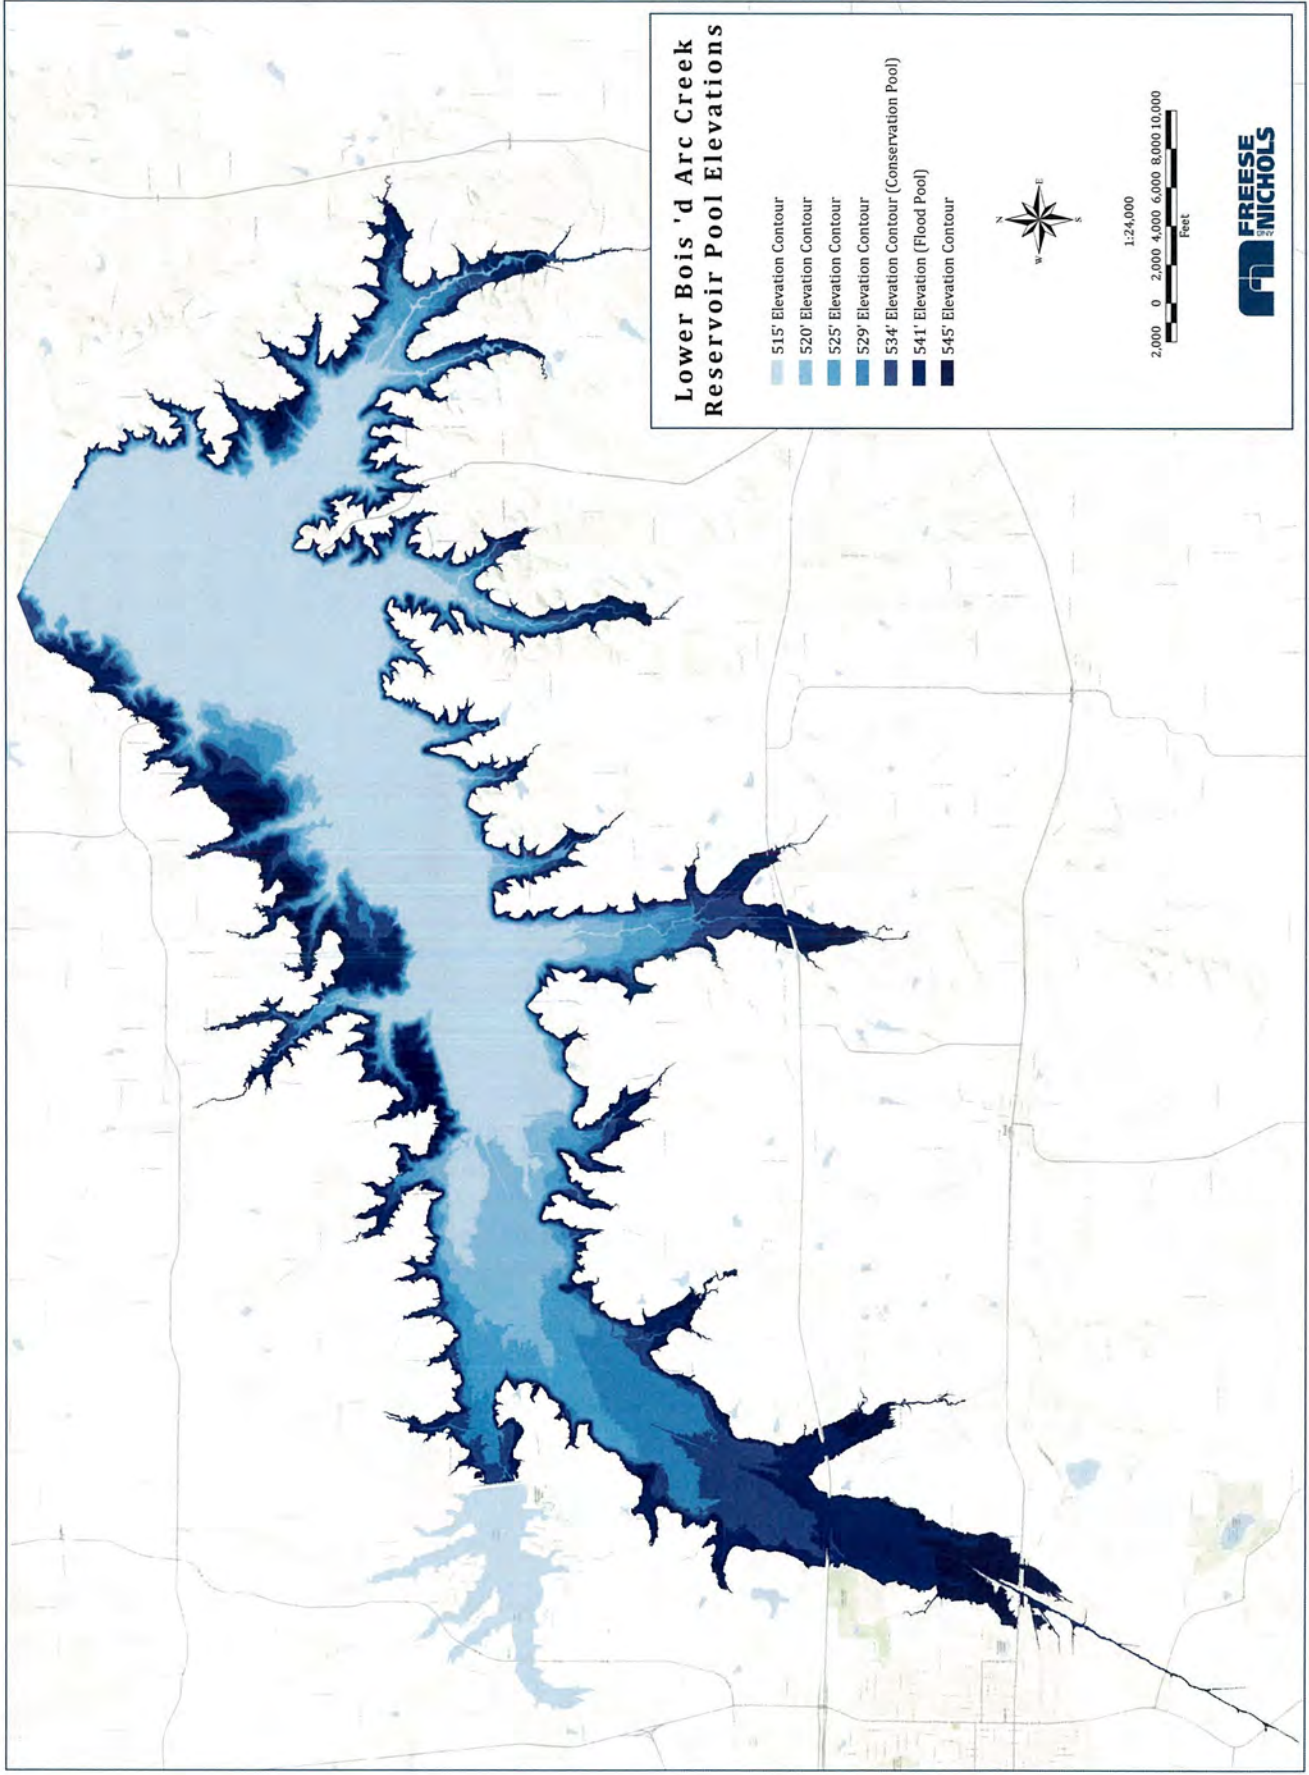 Lower Bois 'd Arc Creek
Reservoir Pool Elevations
515' Elevation Contour
520' Elevation Contour
525' Elevation Contour
529' Elevation Contour
534' Elevation Contour (Conservation Pool)
541' Elevation (Flood Pool)
545' Elevation Contour
N
W
E
S
1:24,000
2,000 0 2,000 4,000 6,000 8,000 10,000
Feet
FREESE
NICHOLS